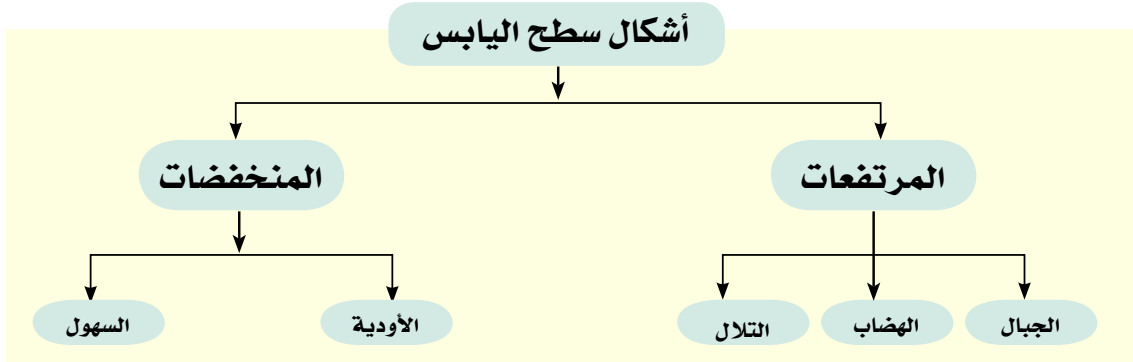 أشكال سطح اليابس
المرتفعات
المنخفضات
الجبال
الهضاب
التلال
الأودية
السهول